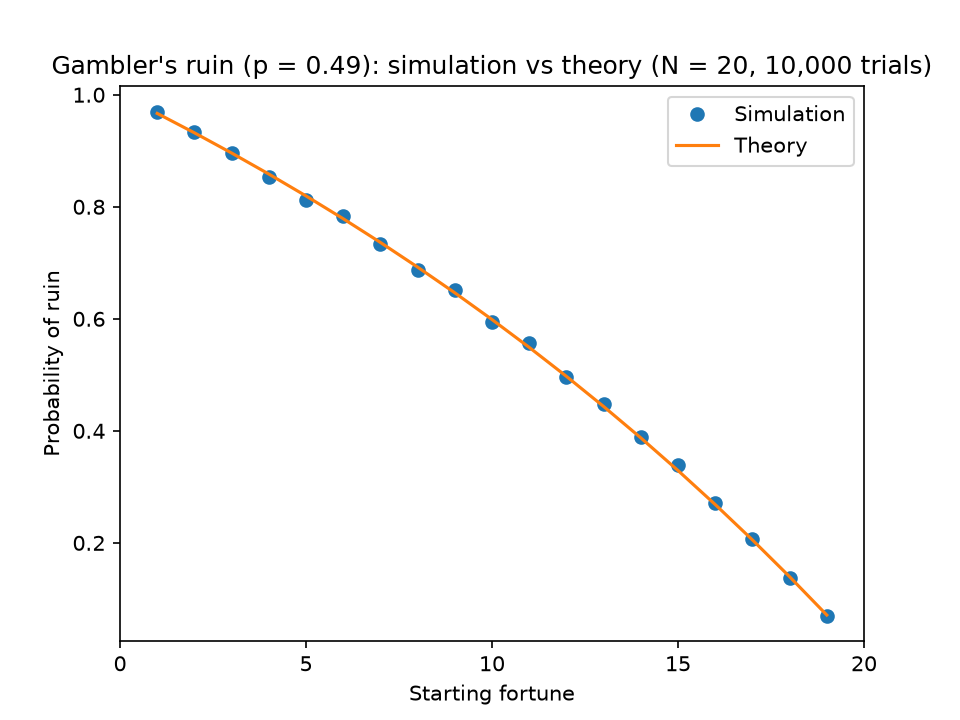 Gambler's ruin (p = 0.49): simulation vs theory (N = 20, 10,000 trials)
Simulation
Theory
Probability of ruin
1.0
0.8
0.6
0.4
0.2
0
5
10
15
20
Starting fortune